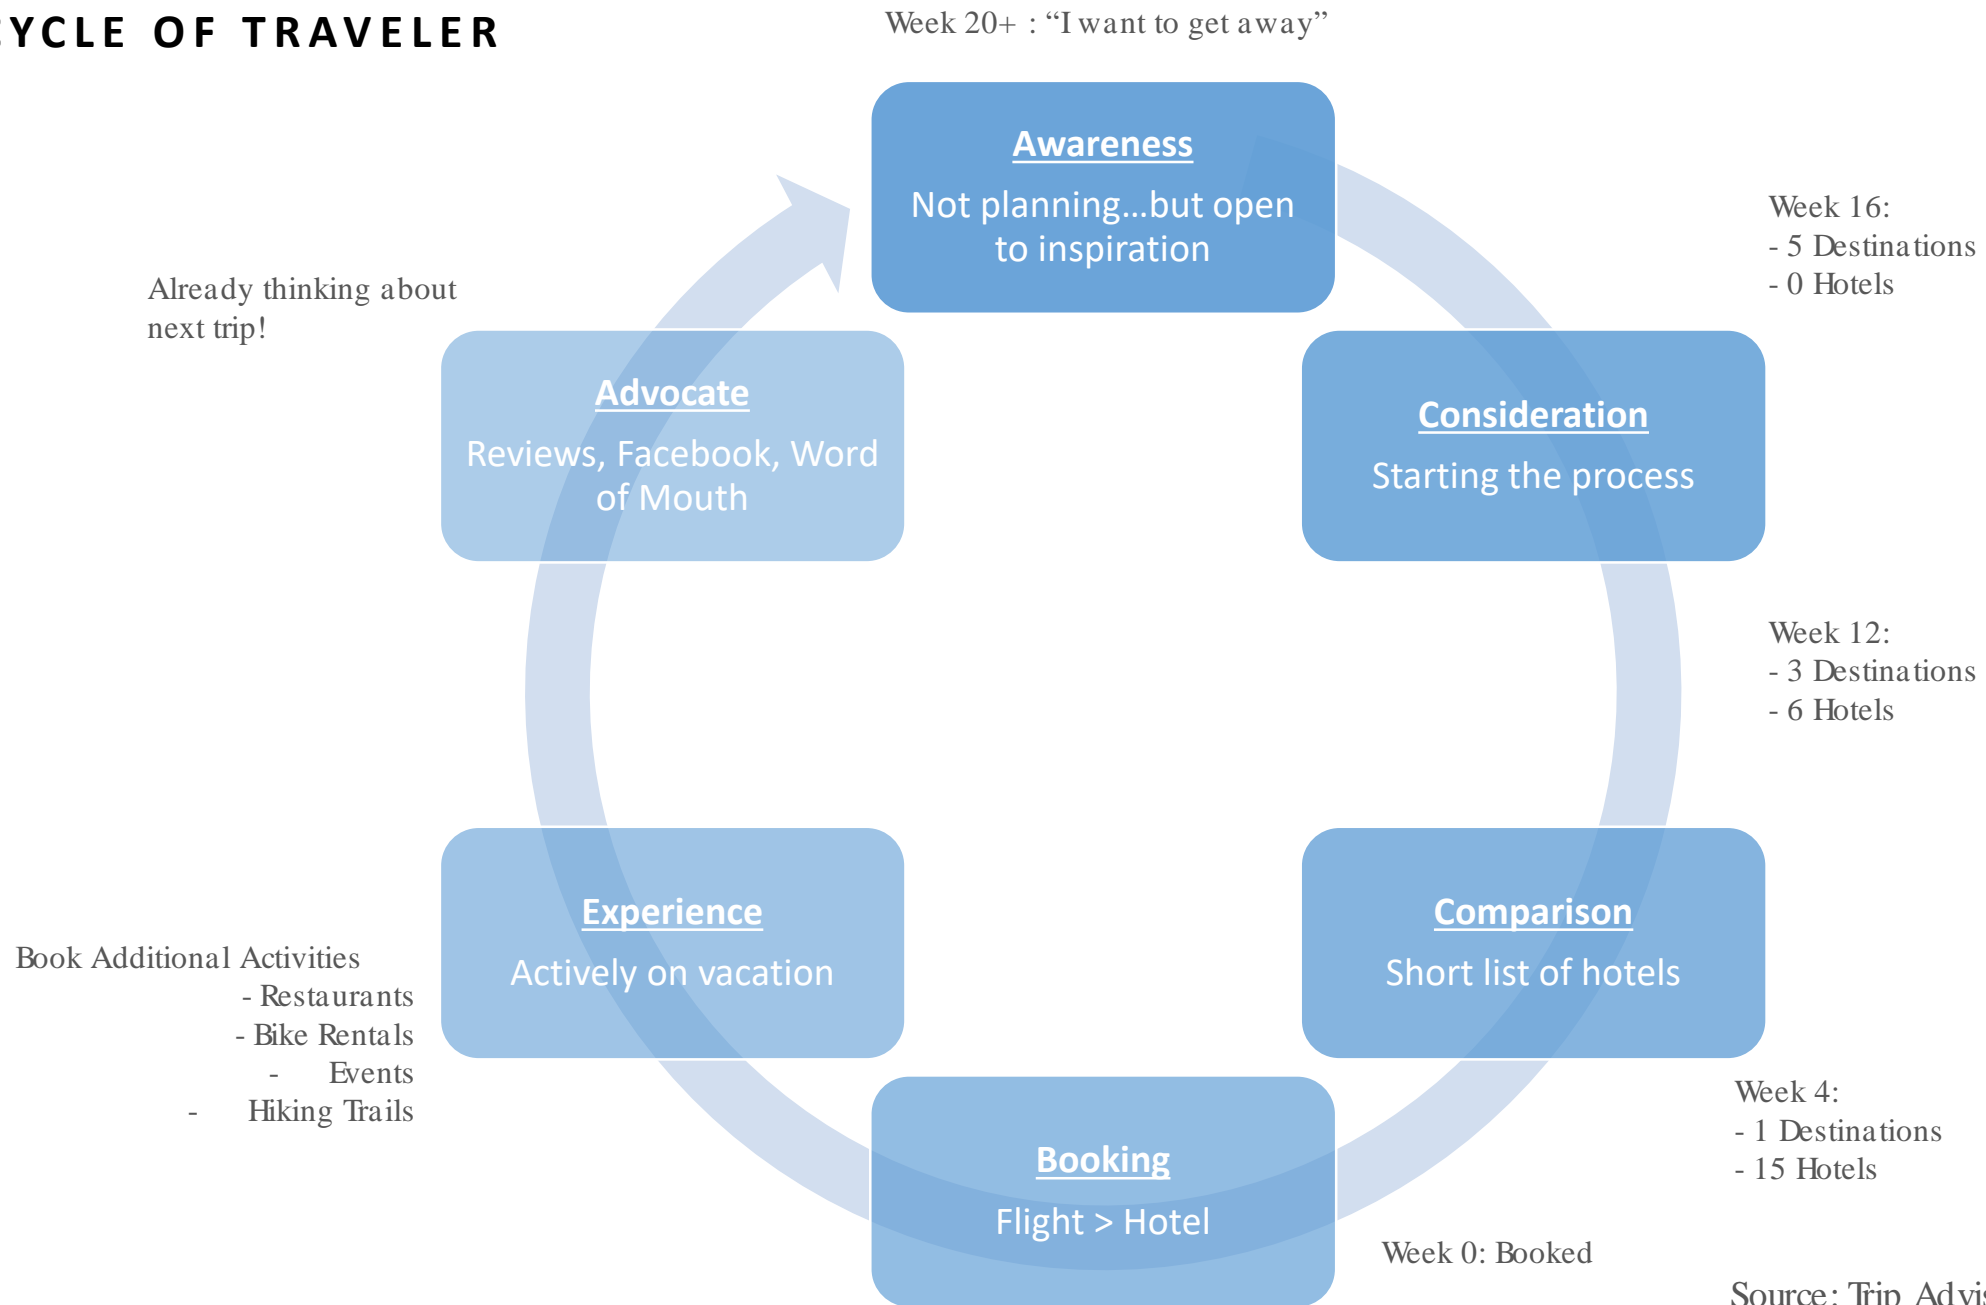 YCLE OF TRAVELER
Week 20+ : “I want to get away”
Awareness
Not planning…but open
to inspiration
Week 16:
- 5 Destinations
- 0 Hotels
Consideration
Starting the process
Week 12:
- 3 Destinations
- 6 Hotels
Comparison
Short list of hotels
Week 4:
- 1 Destinations
- 15 Hotels
Booking
Flight > Hotel
Week 0: Booked
Experience
Actively on vacation
Book Additional Activities
- Restaurants
- Bike Rentals
- Events
- Hiking Trails
Advocate
Reviews, Facebook, Word
of Mouth
Already thinking about
next trip!
Source: Trip Advis